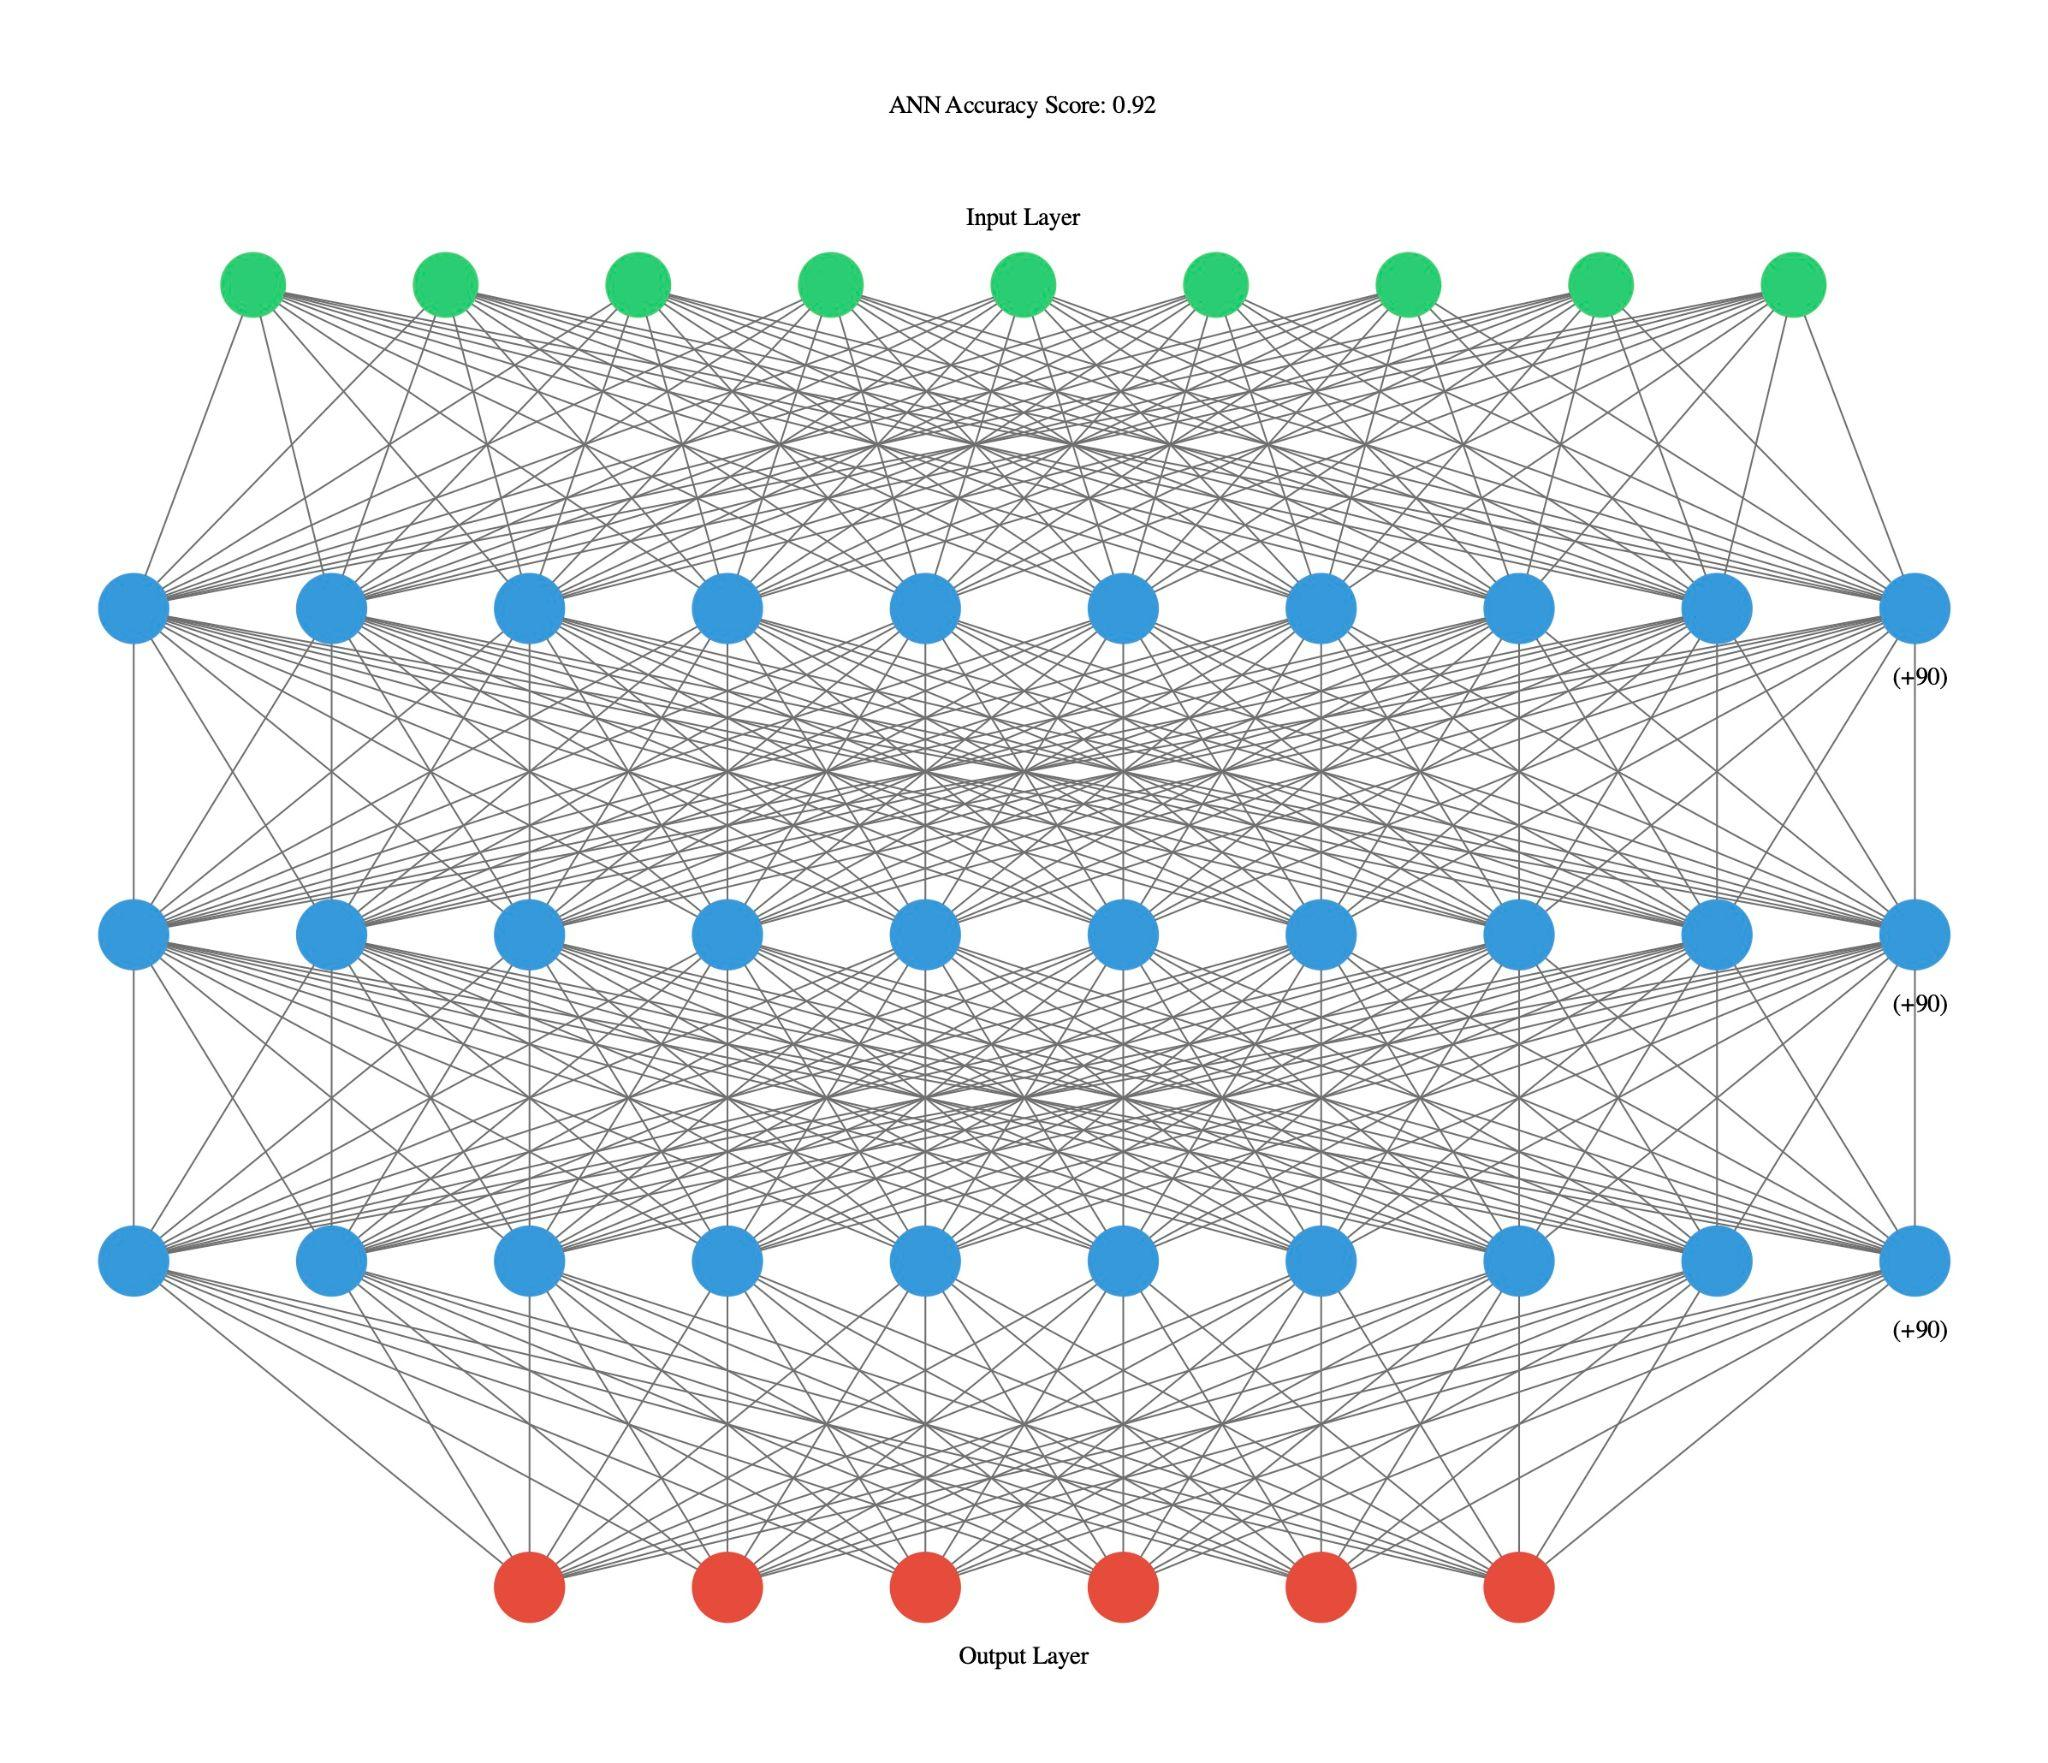 ANN Accuracy Score: 0.92
Input Layer
(+90)
(+90)
(+90)
Output Layer